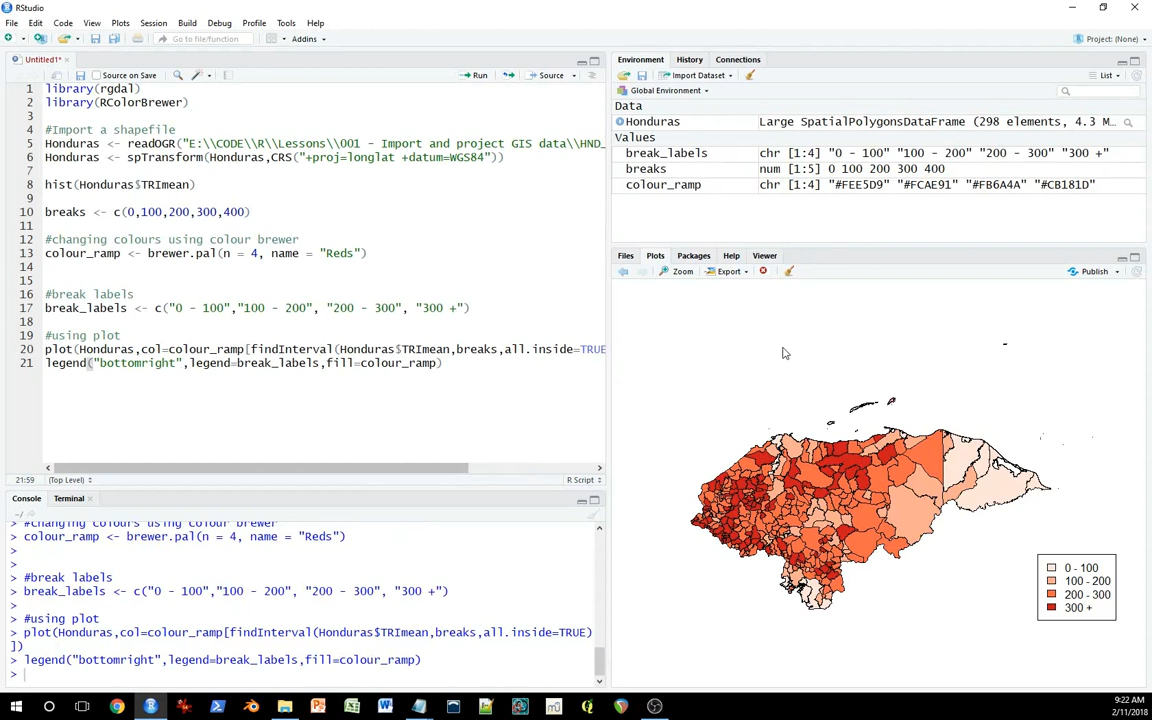 RStudio
File Edit Code View Plots Session Build Debug Profile Tools Help
Go to file/function Addins Project: (None)
Untitled1* Environment History Connections
Source on Save Run Source Import Dataset List
Global Environment
Data
Honduras Large SpatialPolygonsDataFrame (298 elements, 4.3 M...
Values
break_labels chr [1:4] "0 - 100" "100 - 200" "200 - 300" "300 +"
breaks num [1:5] 0 100 200 300 400
colour_ramp chr [1:4] "#FEE5D9" "#FCAE91" "#FB6A4A" "#CB181D"
1 library(rgdal)
2 library(RColorBrewer)
3
4 #Import a shapefile
5 Honduras <- readOGR("E:\\CODE\\R\\Lessons\\001 - Import and project GIS data\\HND_
6 Honduras <- spTransform(Honduras,CRS("+proj=longlat +datum=WGS84"))
7
8 hist(Honduras$TRImean)
9
10 breaks <- c(0,100,200,300,400)
11
12 #changing colours using colour brewer
13 colour_ramp <- brewer.pal(n = 4, name = "Reds")
14
15
16 #break labels
17 break_labels <- c("0 - 100","100 - 200", "200 - 300", "300 +")
18
19 #using plot
20 plot(Honduras,col=colour_ramp[findInterval(Honduras$TRImean,breaks,all.inside=TRUE
21 legend("bottomright",legend=break_labels,fill=colour_ramp)
21:59 (Top Level) R Script
Files Plots Packages Help Viewer
Zoom Export Publish
0 - 100
100 - 200
200 - 300
300 +
Console Terminal
~/
> #changing colours using colour brewer
> colour_ramp <- brewer.pal(n = 4, name = "Reds")
>
>
> #break labels
> break_labels <- c("0 - 100","100 - 200", "200 - 300", "300 +")
>
> #using plot
> plot(Honduras,col=colour_ramp[findInterval(Honduras$TRImean,breaks,all.inside=TRUE)
])
> legend("bottomright",legend=break_labels,fill=colour_ramp)
>
9:22 AM
2/11/2018